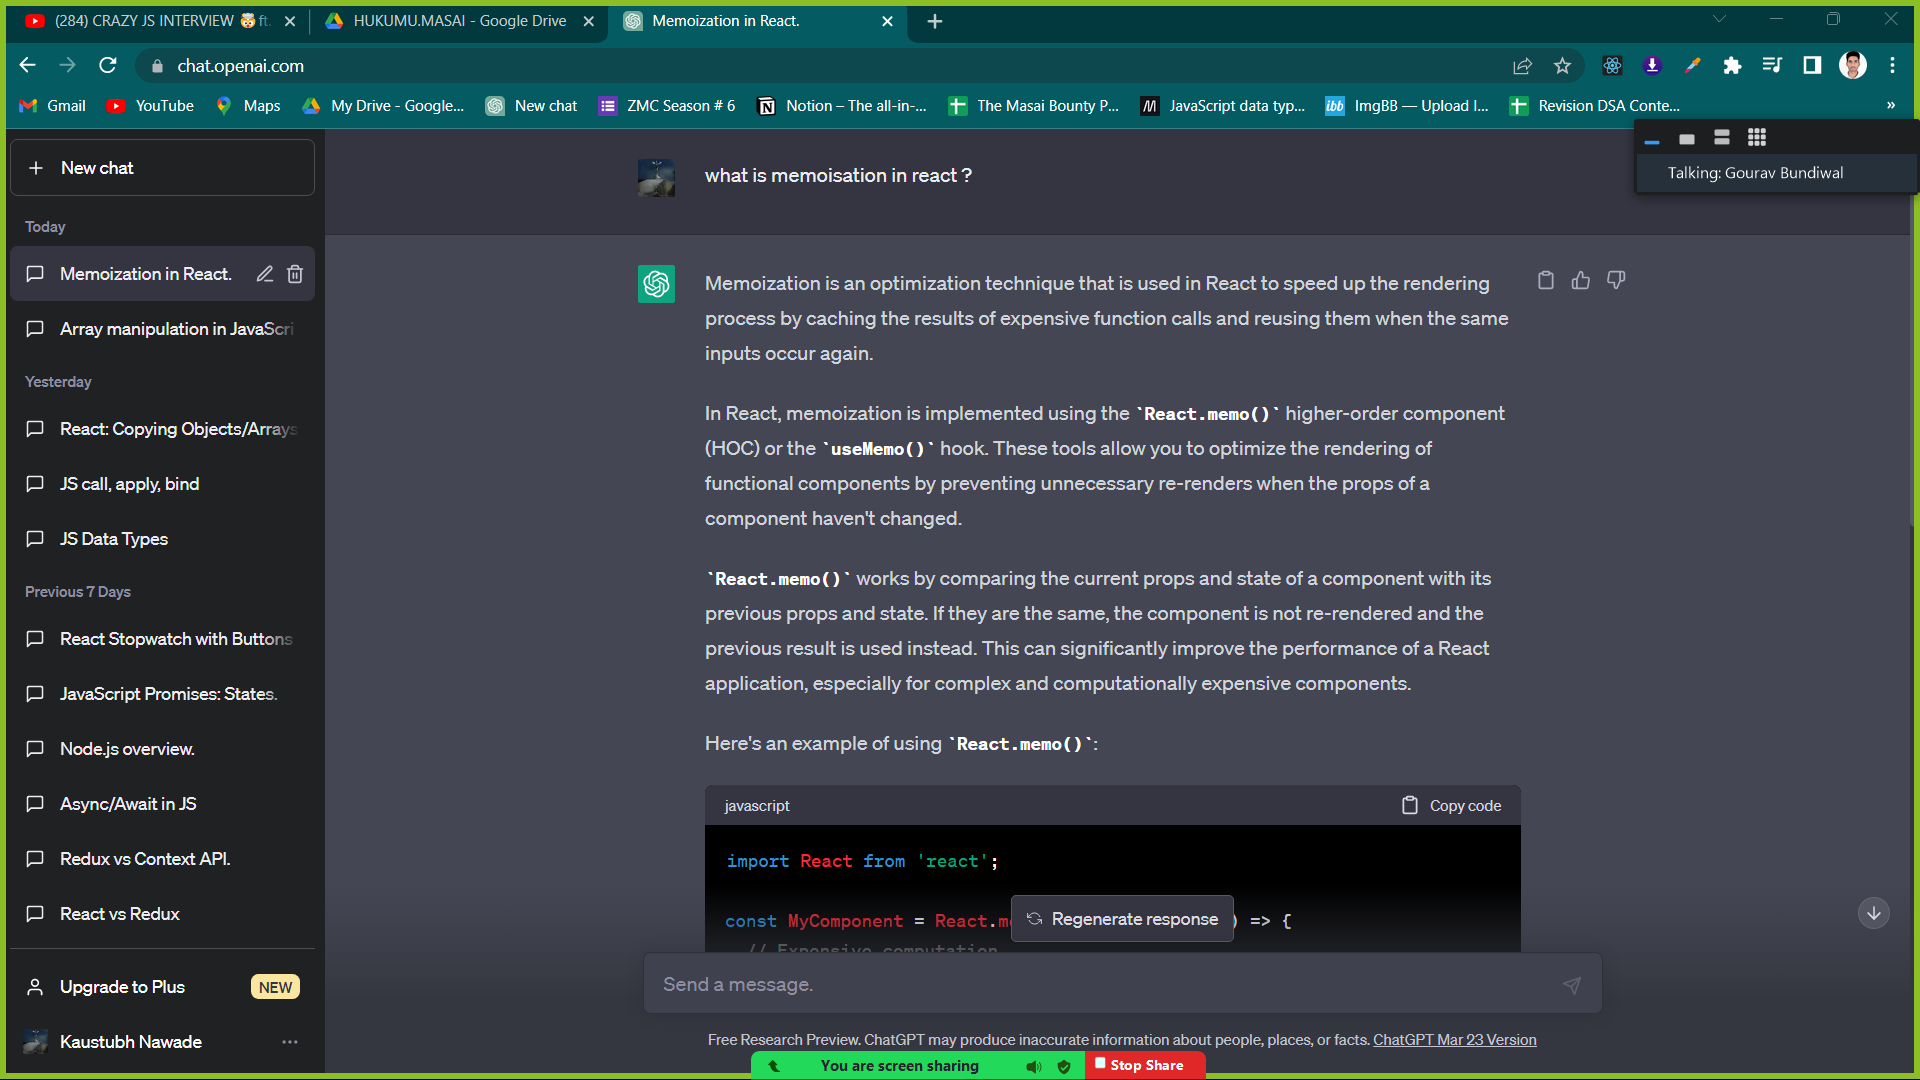 (284) CRAZY JS INTERVIEW 🤯 ft.
HUKUMU.MASAI - Google Drive
Memoization in React.
chat.openai.com
Gmail
YouTube
Maps
My Drive - Google...
New chat
ZMC Season # 6
Notion – The all-in-...
The Masai Bounty P...
JavaScript data typ...
ImgBB — Upload I...
Revision DSA Conte...
»
Talking: Gourav Bundiwal
New chat
Today
Memoization in React.
Array manipulation in JavaScri
Yesterday
React: Copying Objects/Arrays
JS call, apply, bind
JS Data Types
Previous 7 Days
React Stopwatch with Buttons
JavaScript Promises: States.
Node.js overview.
Async/Await in JS
Redux vs Context API.
React vs Redux
Upgrade to Plus
NEW
Kaustubh Nawade
what is memoisation in react ?
Memoization is an optimization technique that is used in React to speed up the rendering
process by caching the results of expensive function calls and reusing them when the same
inputs occur again.
In React, memoization is implemented using the `React.memo()` higher-order component
(HOC) or the `useMemo()` hook. These tools allow you to optimize the rendering of
functional components by preventing unnecessary re-renders when the props of a
component haven't changed.
`React.memo()` works by comparing the current props and state of a component with its
previous props and state. If they are the same, the component is not re-rendered and the
previous result is used instead. This can significantly improve the performance of a React
application, especially for complex and computationally expensive components.
Here's an example of using `React.memo()`:
javascript
Copy code
import React from 'react';
const MyComponent = React.m
) => {
// Expensive computation
Regenerate response
Send a message.
Free Research Preview. ChatGPT may produce inaccurate information about people, places, or facts. ChatGPT Mar 23 Version
You are screen sharing
Stop Share